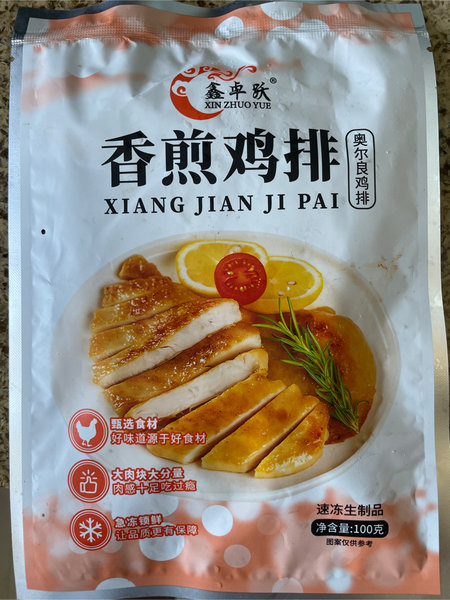 鑫卓跃®
XIN ZHUO YUE
香煎鸡排
XIANG JIAN JI PAI
奥尔良鸡排
甄选食材
好味道源于好食材
大肉块大分量
肉感十足吃过瘾
急冻锁鲜
让品质更有保障
速冻生制品
净含量:100克
图案仅供参考